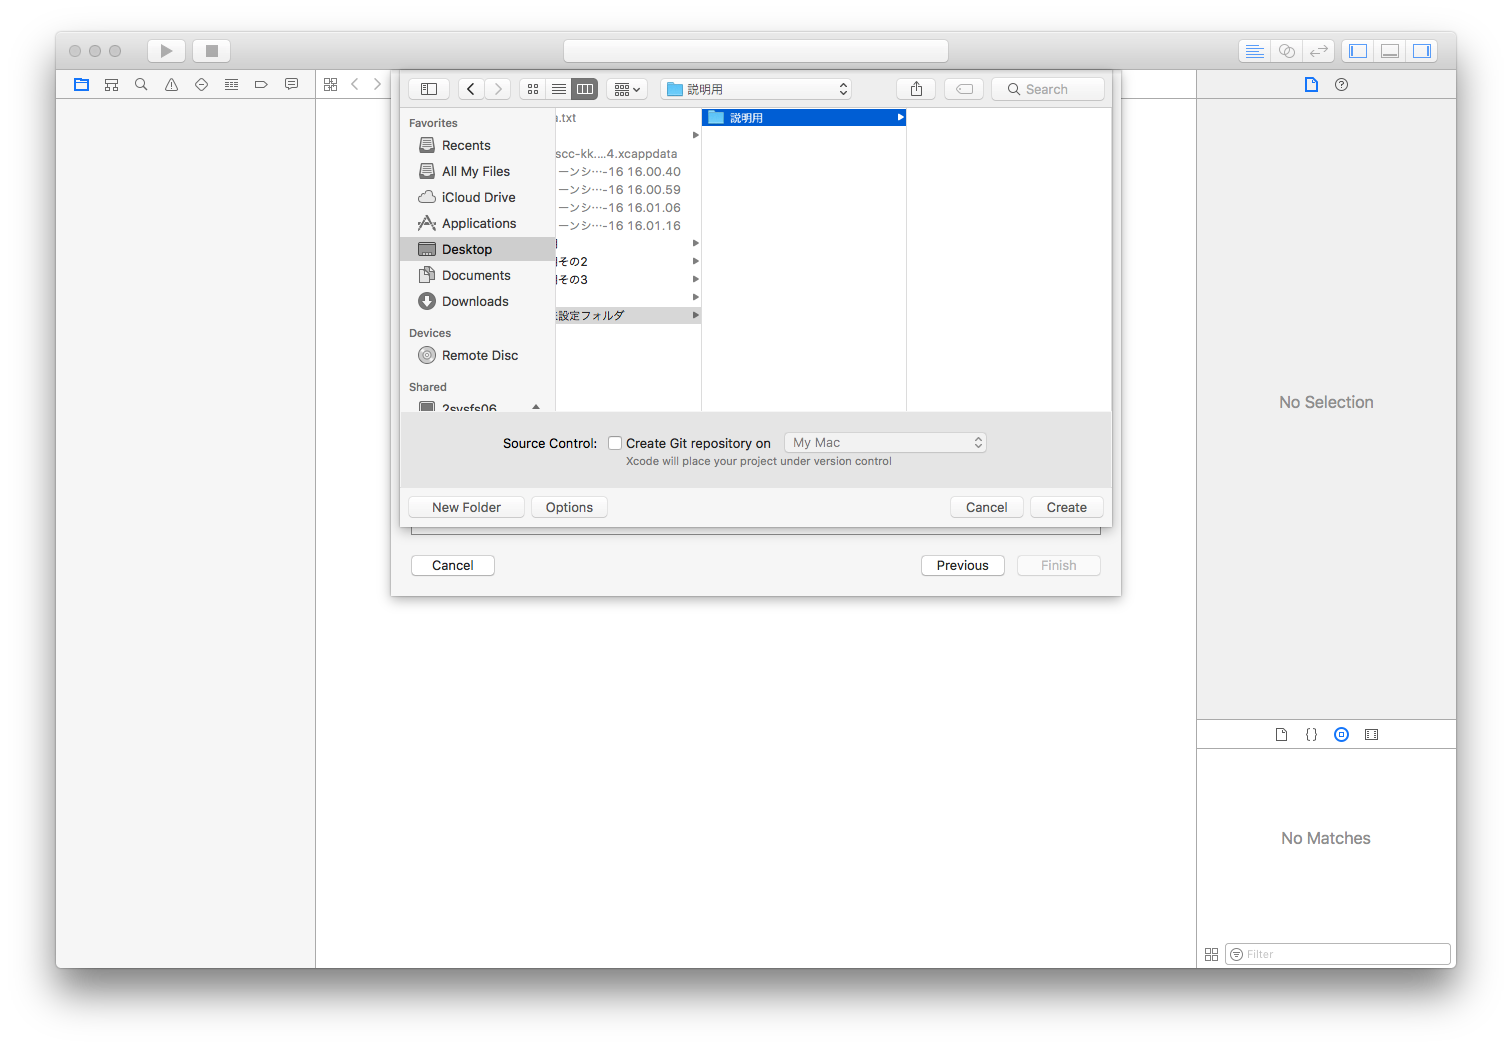 説明用
Search
Favorites
Recents
All My Files
iCloud Drive
Applications
Desktop
Documents
Downloads
Devices
Remote Disc
Shared
2sysfs06
.txt
scc-kk....4.xcappdata
ーンシ…-16 16.00.40
ーンシ…-16 16.00.59
ーンシ…-16 16.01.06
ーンシ…-16 16.01.16
その2
その3
設定フォルダ
説明用
Source Control:
Create Git repository on
My Mac
Xcode will place your project under version control
New Folder
Options
Cancel
Create
Cancel
Previous
Finish
No Selection
No Matches
Filter